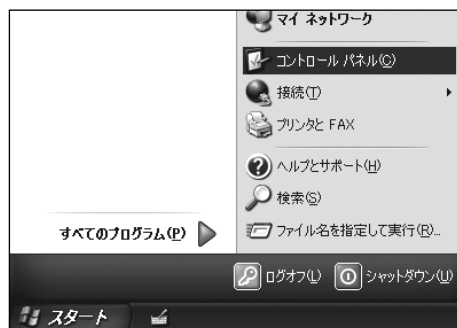 マイ ネットワーク
コントロール パネル(C)
接続(T)
プリンタと FAX
ヘルプとサポート(H)
検索(S)
ファイル名を指定して実行(R)...
すべてのプログラム(P)
ログオフ(L)
シャットダウン(U)
スタート